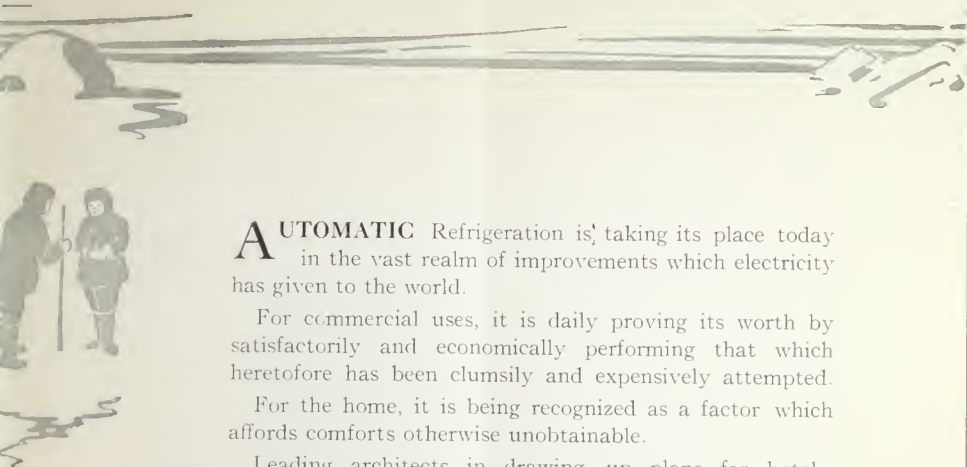 AUTOMATIC Refrigeration is taking its place today
in the vast realm of improvements which electricity
has given to the world.
For commercial uses, it is daily proving its worth by
satisfactorily and economically performing that which
heretofore has been clumsily and expensively attempted.
For the home, it is being recognized as a factor which
affords comforts otherwise unobtainable.
Leading architects in drawing up plans for hotels